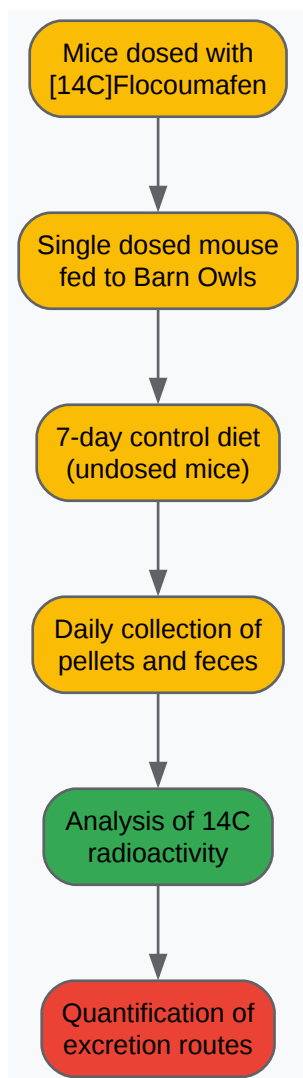 Mice dosed with
[14C]Flocoumafen
Single dosed mouse
fed to Barn Owls
7-day control diet
(undosed mice)
Daily collection of
pellets and feces
Analysis of 14C
radioactivity
Quantification of
excretion routes